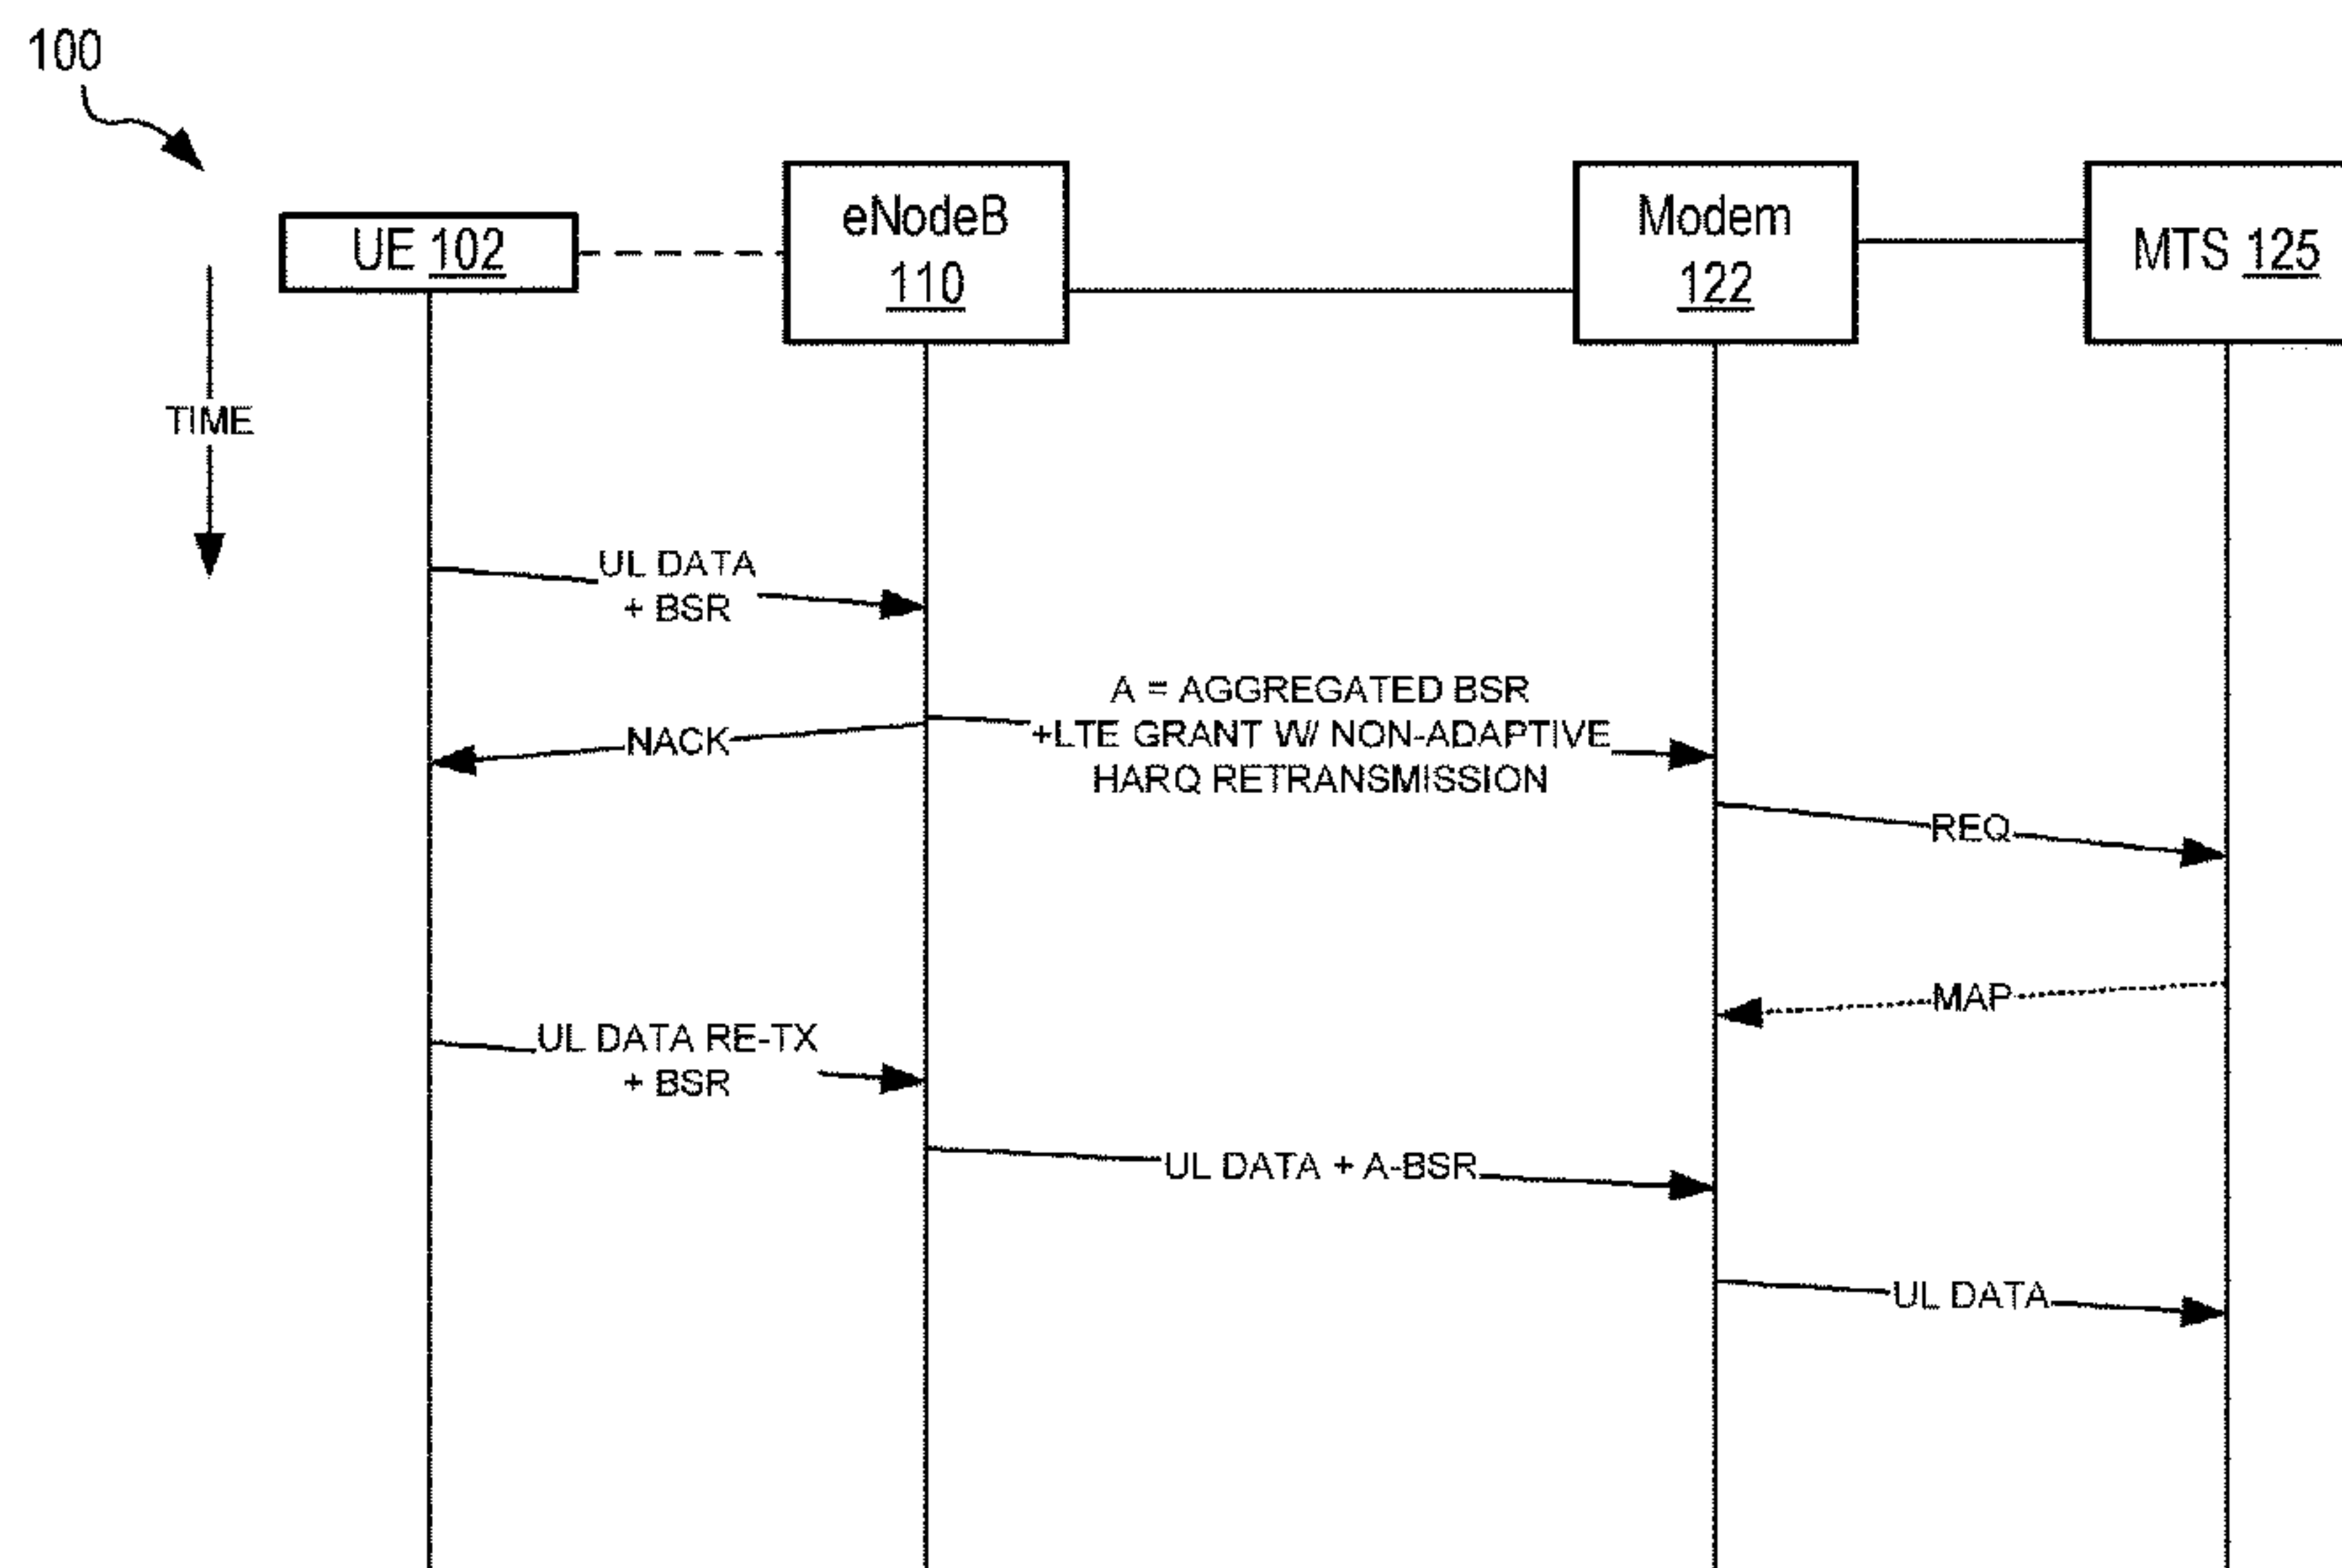 100
UE 102
eNodeB
110
Modem
122
MTS 125
TIME
UL DATA
+ BSR
A = AGGREGATED BSR
+LTE GRANT W/ NON-ADAPTIVE
HARQ RETRANSMISSION
NACK
REQ
MAP
UL DATA RE-TX
+ BSR
UL DATA + A-BSR
UL DATA